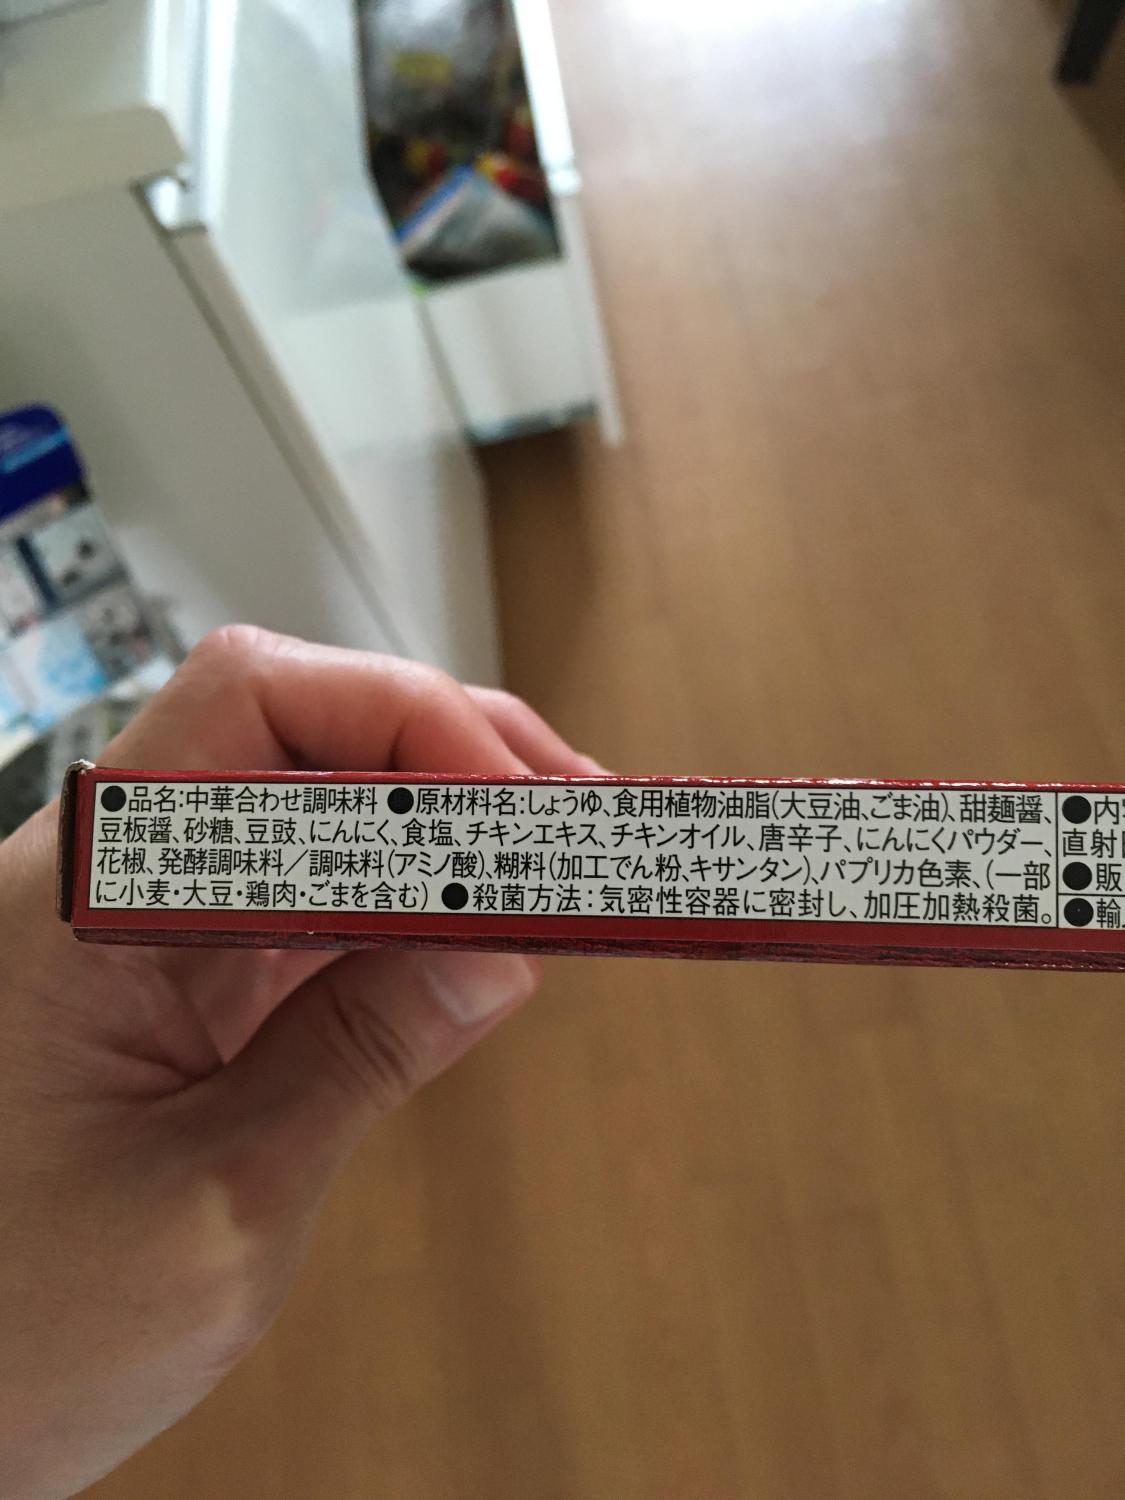 ●品名:中華合わせ調味料 ●原材料名:しょうゆ、食用植物油脂(大豆油、ごま油)、甜麺醤、
豆板醤、砂糖、豆豉、にんにく、食塩、チキンエキス、チキンオイル、唐辛子、にんにくパウダー、
花椒、発酵調味料／調味料(アミノ酸)、糊料(加工でん粉、キサンタン)、パプリカ色素、(一部
に小麦・大豆・鶏肉・ごまを含む) ●殺菌方法:気密性容器に密封し、加圧加熱殺菌。
●内
直射
●販
●輸